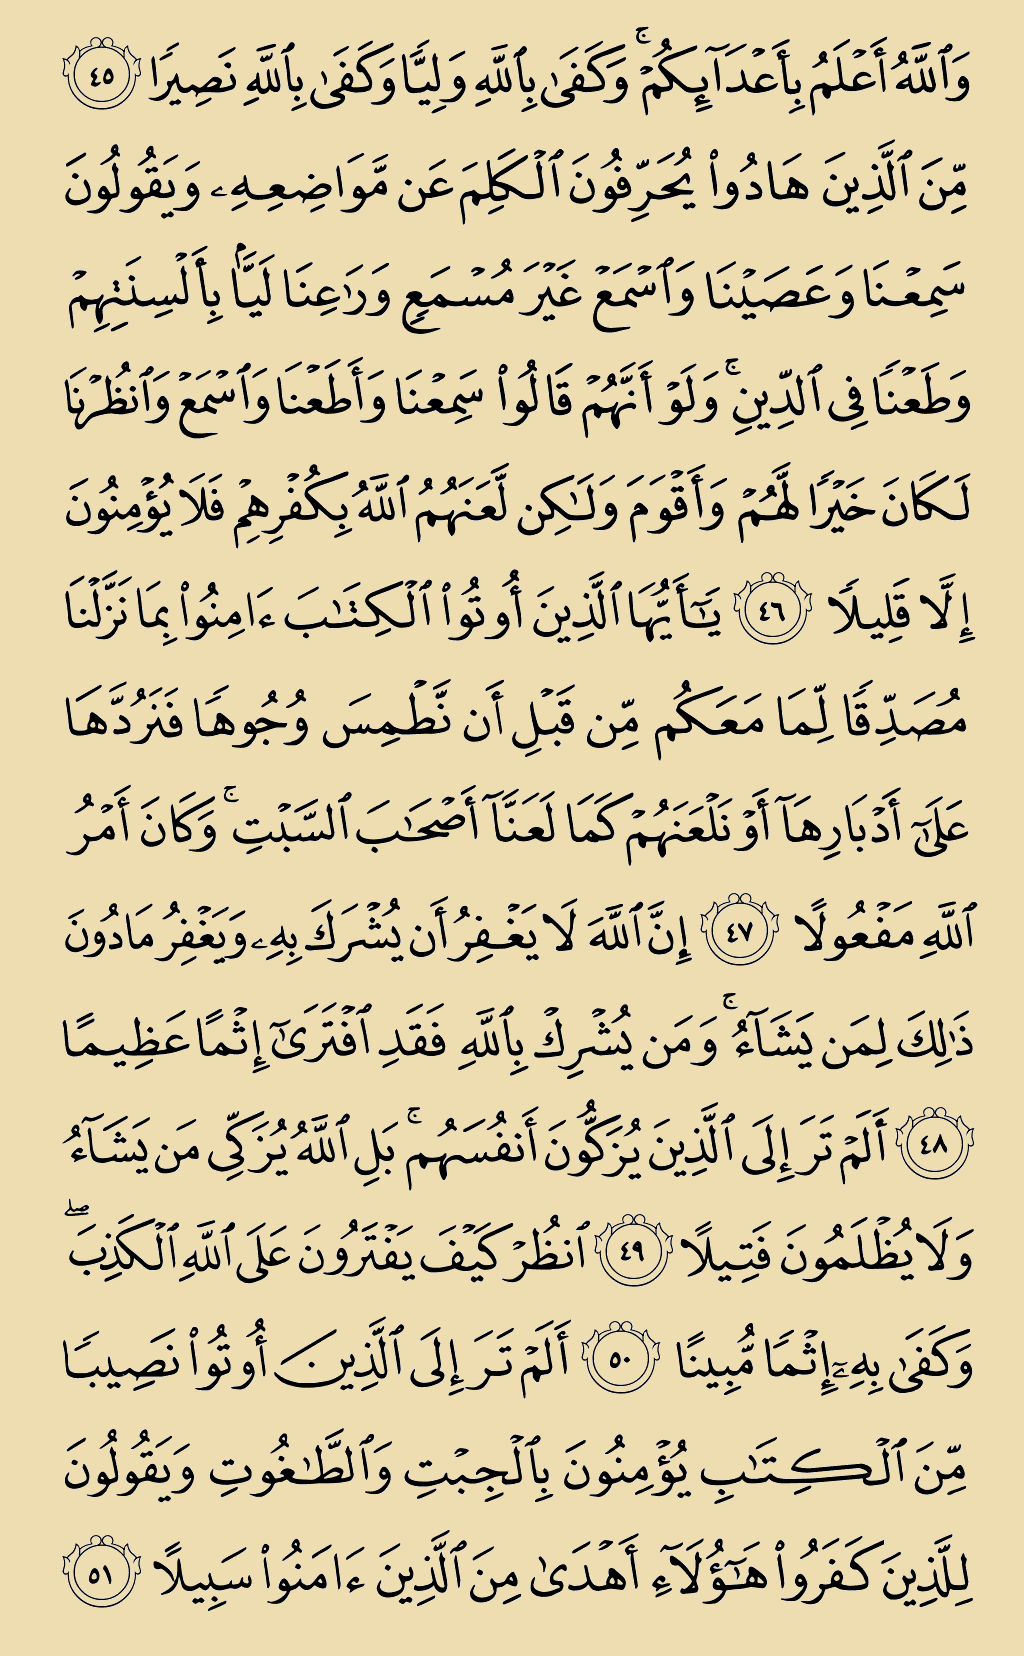 وَٱللَّهُ أَعۡلَمُ بِأَعۡدَآئِكُمۡۚ وَكَفَىٰ بِٱللَّهِ وَلِيّٗا وَكَفَىٰ بِٱللَّهِ نَصِيرٗا ٤٥
مِّنَ ٱلَّذِينَ هَادُواْ يُحَرِّفُونَ ٱلۡكَلِمَ عَن مَّوَاضِعِهِۦ وَيَقُولُونَ
سَمِعۡنَا وَعَصَيۡنَا وَٱسۡمَعۡ غَيۡرَ مُسۡمَعٖ وَرَٰعِنَا لَيَّۢا بِأَلۡسِنَتِهِمۡ
وَطَعۡنٗا فِي ٱلدِّينِۚ وَلَوۡ أَنَّهُمۡ قَالُواْ سَمِعۡنَا وَأَطَعۡنَا وَٱسۡمَعۡ وَٱنظُرۡنَا
لَكَانَ خَيۡرٗا لَّهُمۡ وَأَقۡوَمَ وَلَٰكِن لَّعَنَهُمُ ٱللَّهُ بِكُفۡرِهِمۡ فَلَا يُؤۡمِنُونَ
إِلَّا قَلِيلٗا ٤٦ يَٰٓأَيُّهَا ٱلَّذِينَ أُوتُواْ ٱلۡكِتَٰبَ ءَامِنُواْ بِمَا نَزَّلۡنَا
مُصَدِّقٗا لِّمَا مَعَكُم مِّن قَبۡلِ أَن نَّطۡمِسَ وُجُوهٗا فَنَرُدَّهَا
عَلَىٰٓ أَدۡبَارِهَآ أَوۡ نَلۡعَنَهُمۡ كَمَا لَعَنَّآ أَصۡحَٰبَ ٱلسَّبۡتِۚ وَكَانَ أَمۡرُ
ٱللَّهِ مَفۡعُولًا ٤٧ إِنَّ ٱللَّهَ لَا يَغۡفِرُ أَن يُشۡرَكَ بِهِۦ وَيَغۡفِرُ مَا دُونَ
ذَٰلِكَ لِمَن يَشَآءُۚ وَمَن يُشۡرِكۡ بِٱللَّهِ فَقَدِ ٱفۡتَرَىٰٓ إِثۡمًا عَظِيمًا
٤٨ أَلَمۡ تَرَ إِلَى ٱلَّذِينَ يُزَكُّونَ أَنفُسَهُمۚ بَلِ ٱللَّهُ يُزَكِّي مَن يَشَآءُ
وَلَا يُظۡلَمُونَ فَتِيلًا ٤٩ ٱنظُرۡ كَيۡفَ يَفۡتَرُونَ عَلَى ٱللَّهِ ٱلۡكَذِبَۖ
وَكَفَىٰ بِهِۦٓ إِثۡمٗا مُّبِينًا ٥٠ أَلَمۡ تَرَ إِلَى ٱلَّذِينَ أُوتُواْ نَصِيبٗا
مِّنَ ٱلۡكِتَٰبِ يُؤۡمِنُونَ بِٱلۡجِبۡتِ وَٱلطَّٰغُوتِ وَيَقُولُونَ
لِلَّذِينَ كَفَرُواْ هَٰٓؤُلَآءِ أَهۡدَىٰ مِنَ ٱلَّذِينَ ءَامَنُواْ سَبِيلًا ٥١